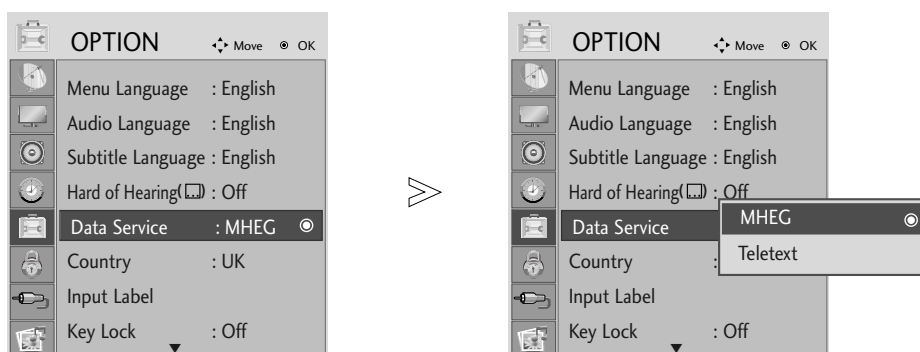 OPTION Move OK
Menu Language : English
Audio Language : English
Subtitle Language : English
Hard of Hearing( ) : Off
Data Service : MHEG
Country : UK
Input Label
Key Lock : Off
>>
OPTION Move OK
Menu Language : English
Audio Language : English
Subtitle Language : English
Hard of Hearing( ) : Off
Data Service
MHEG
Country :
Teletext
Input Label
Key Lock : Off